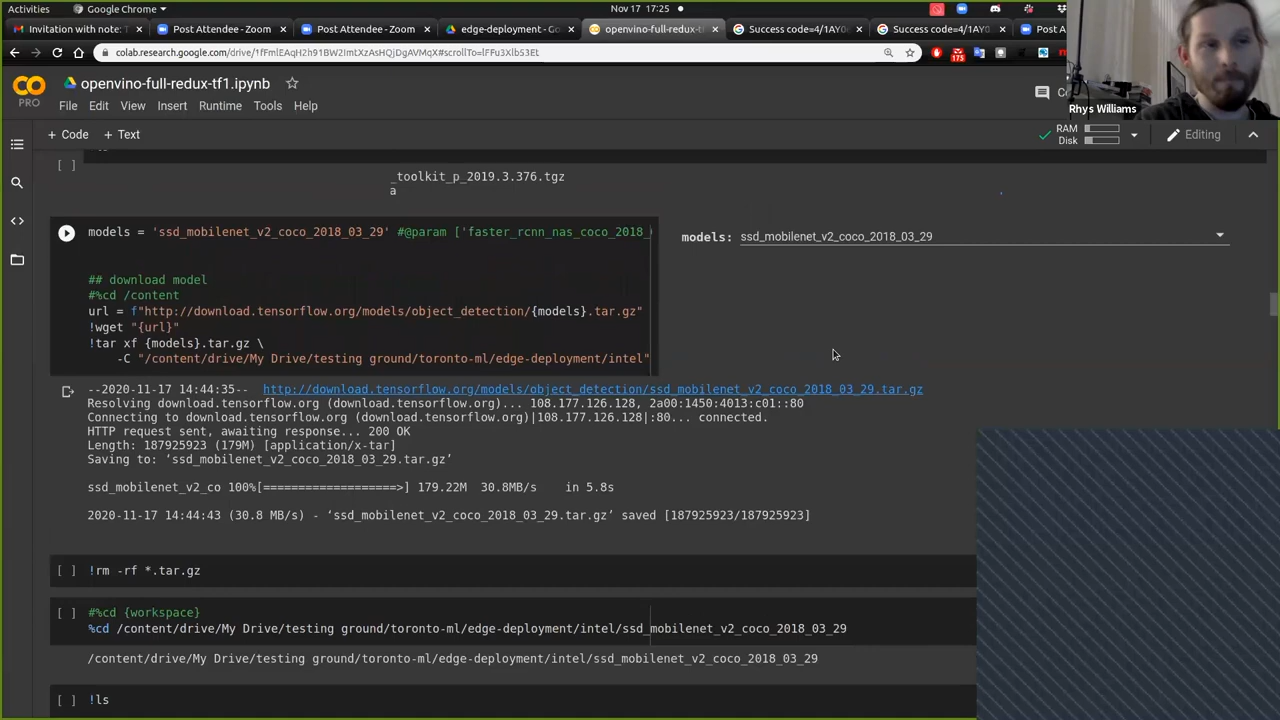 Activities
Google Chrome
Nov 17 17:25
Invitation with note: T
Post Attendee - Zoom
Post Attendee - Zoom
edge-deployment - Go
openvino-full-redux-tf
Success code=4/1AY0
Success code=4/1AY0
Post A
colab.research.google.com/drive/1fFmlEAqH2h91BW2ImtXzAsHQjDgAVMqX#scrollTo=lFFu3Xlb53Et
173
Rhys Williams
CO
PRO
openvino-full-redux-tf1.ipynb
File Edit View Insert Runtime Tools Help
Co
+ Code + Text
RAM
Disk
Editing
[ ]
_toolkit_p_2019.3.376.tgz
a
models = 'ssd_mobilenet_v2_coco_2018_03_29' #@param ['faster_rcnn_nas_coco_2018_
models: ssd_mobilenet_v2_coco_2018_03_29
## download model
#%cd /content
url = f"http://download.tensorflow.org/models/object_detection/{models}.tar.gz"
!wget "{url}"
!tar xf {models}.tar.gz \
-C "/content/drive/My Drive/testing ground/toronto-ml/edge-deployment/intel"
--2020-11-17 14:44:35-- http://download.tensorflow.org/models/object_detection/ssd_mobilenet_v2_coco_2018_03_29.tar.gz
Resolving download.tensorflow.org (download.tensorflow.org)... 108.177.126.128, 2a00:1450:4013:c01::80
Connecting to download.tensorflow.org (download.tensorflow.org)|108.177.126.128|:80... connected.
HTTP request sent, awaiting response... 200 OK
Length: 187925923 (179M) [application/x-tar]
Saving to: ‘ssd_mobilenet_v2_coco_2018_03_29.tar.gz’
ssd_mobilenet_v2_co 100%[===================>] 179.22M 30.8MB/s in 5.8s
2020-11-17 14:44:43 (30.8 MB/s) - ‘ssd_mobilenet_v2_coco_2018_03_29.tar.gz’ saved [187925923/187925923]
[ ] !rm -rf *.tar.gz
[ ] #%cd {workspace}
%cd /content/drive/My Drive/testing ground/toronto-ml/edge-deployment/intel/ssd_mobilenet_v2_coco_2018_03_29
/content/drive/My Drive/testing ground/toronto-ml/edge-deployment/intel/ssd_mobilenet_v2_coco_2018_03_29
[ ] !ls